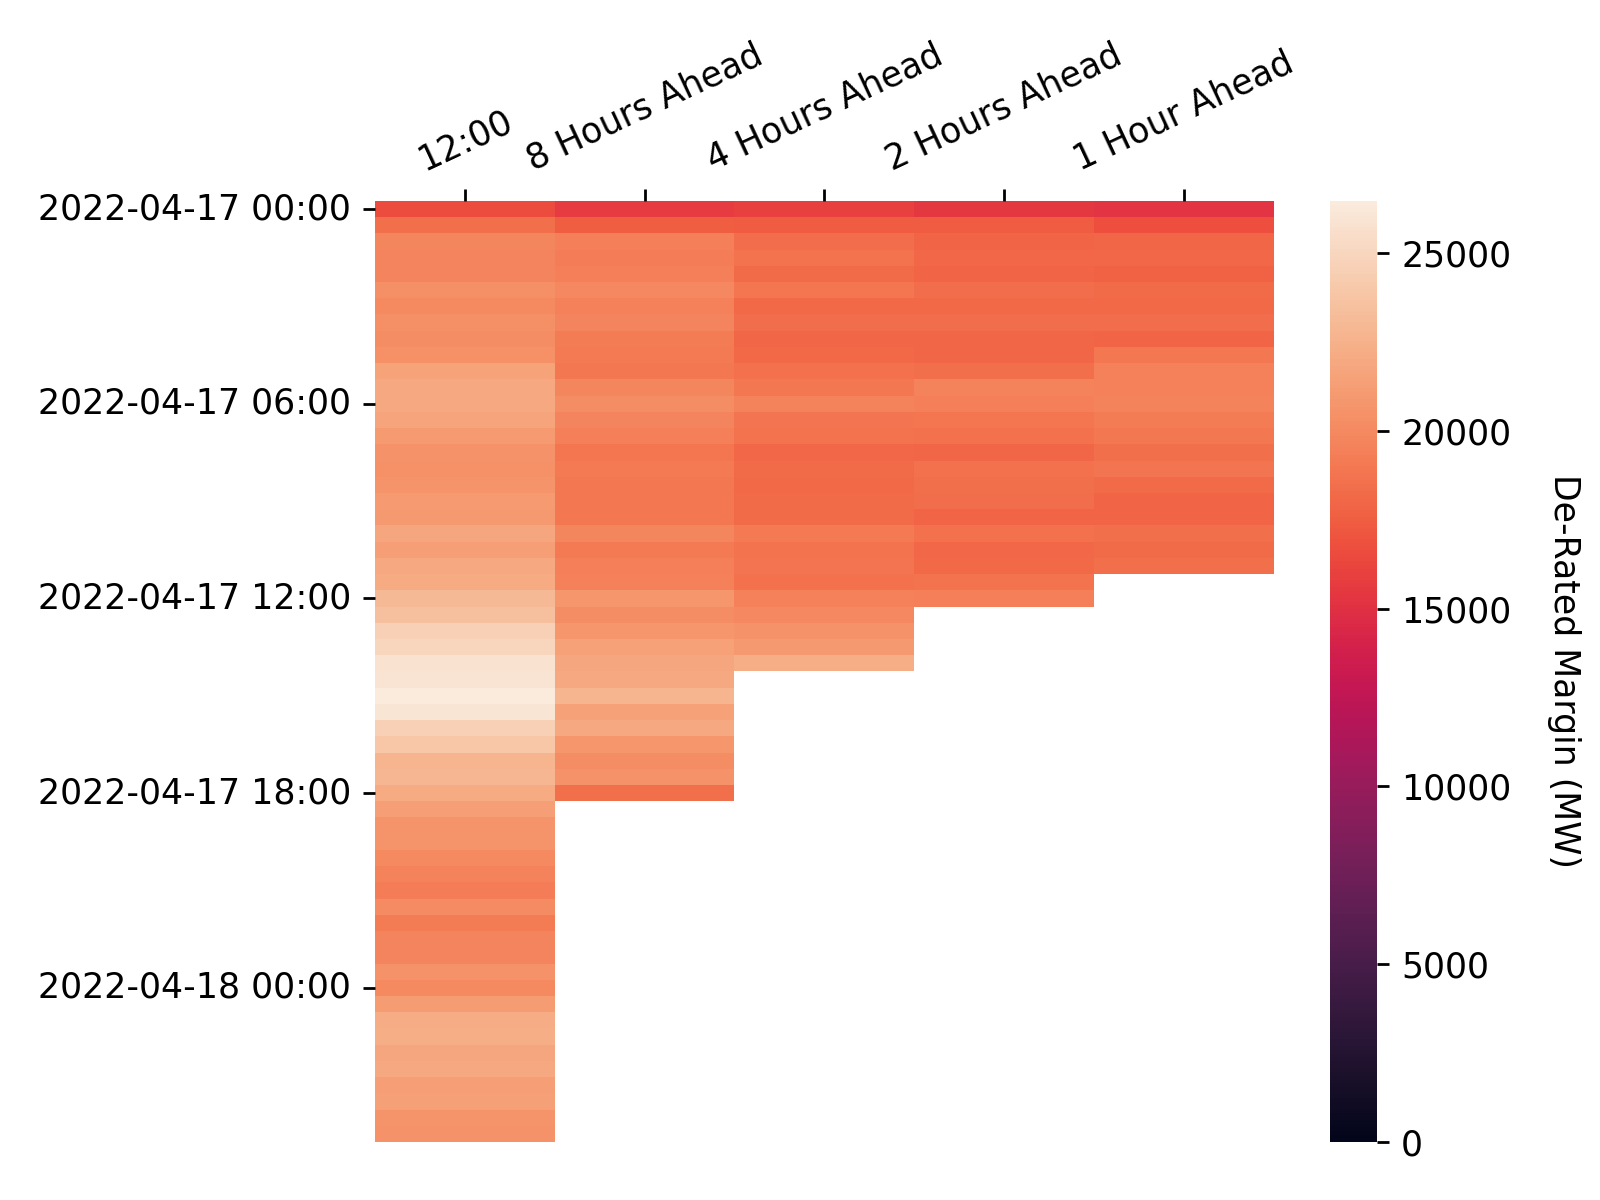 12:00
8 Hours Ahead
4 Hours Ahead
2 Hours Ahead
1 Hour Ahead
2022-04-17 00:00
2022-04-17 06:00
2022-04-17 12:00
2022-04-17 18:00
2022-04-18 00:00
25000
20000
15000
10000
5000
0
De-Rated Margin (MW)